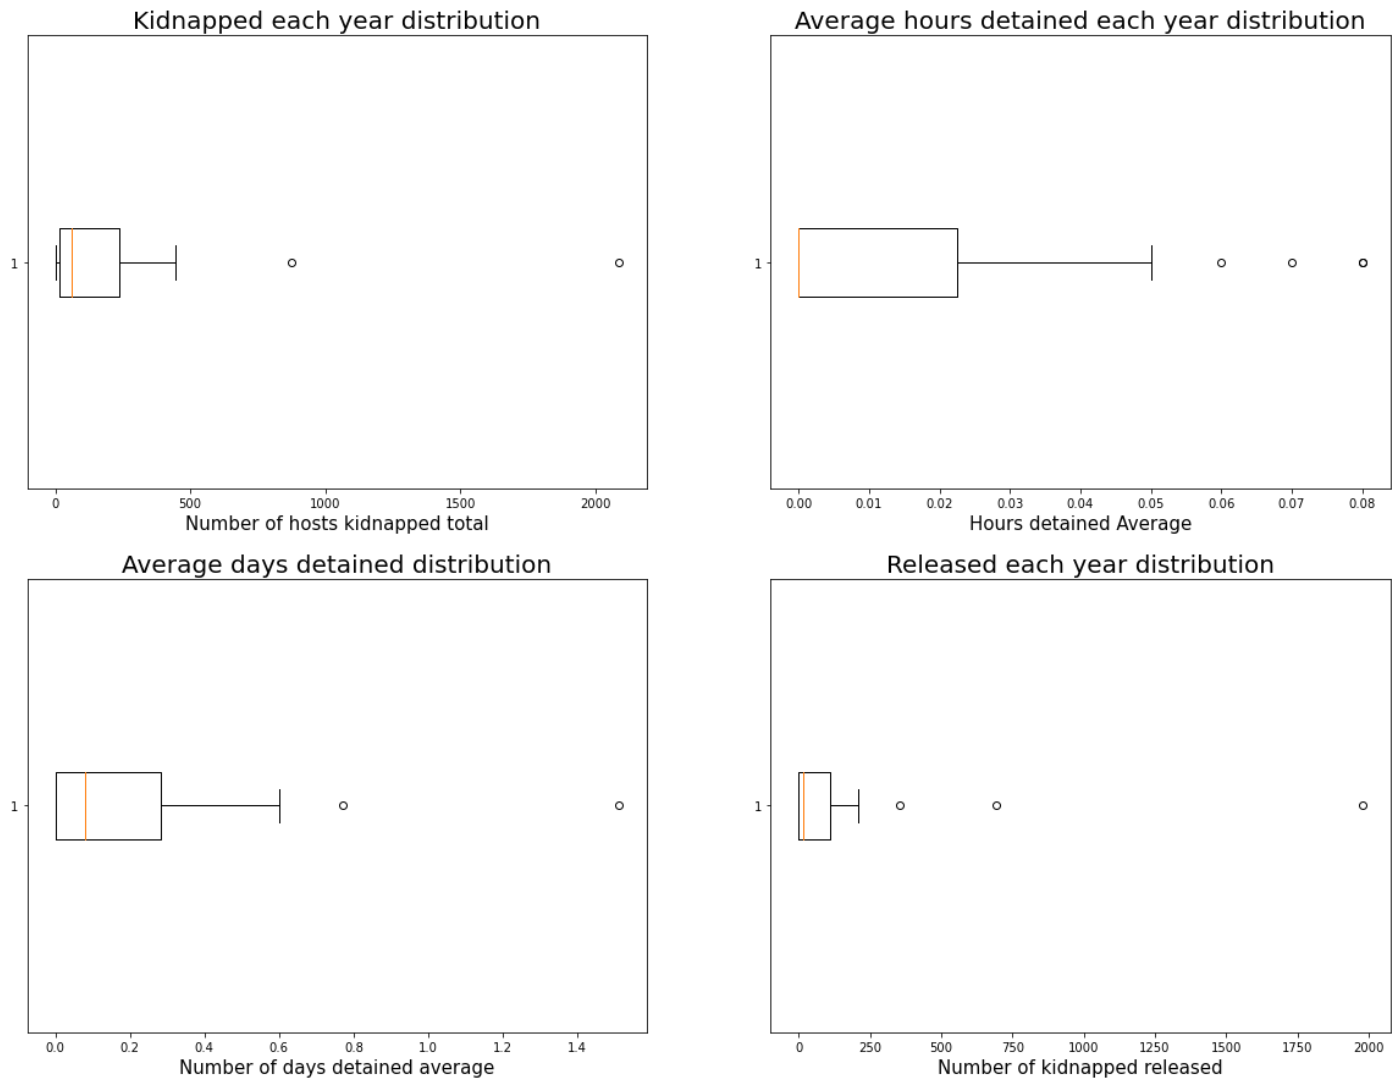 Kidnapped each year distribution
1
0 500 1000 1500 2000
Number of hosts kidnapped total
Average hours detained each year distribution
1
0.00 0.01 0.02 0.03 0.04 0.05 0.06 0.07 0.08
Hours detained Average
Average days detained distribution
1
0.0 0.2 0.4 0.6 0.8 1.0 1.2 1.4
Number of days detained average
Released each year distribution
1
0 250 500 750 1000 1250 1500 1750 2000
Number of kidnapped released